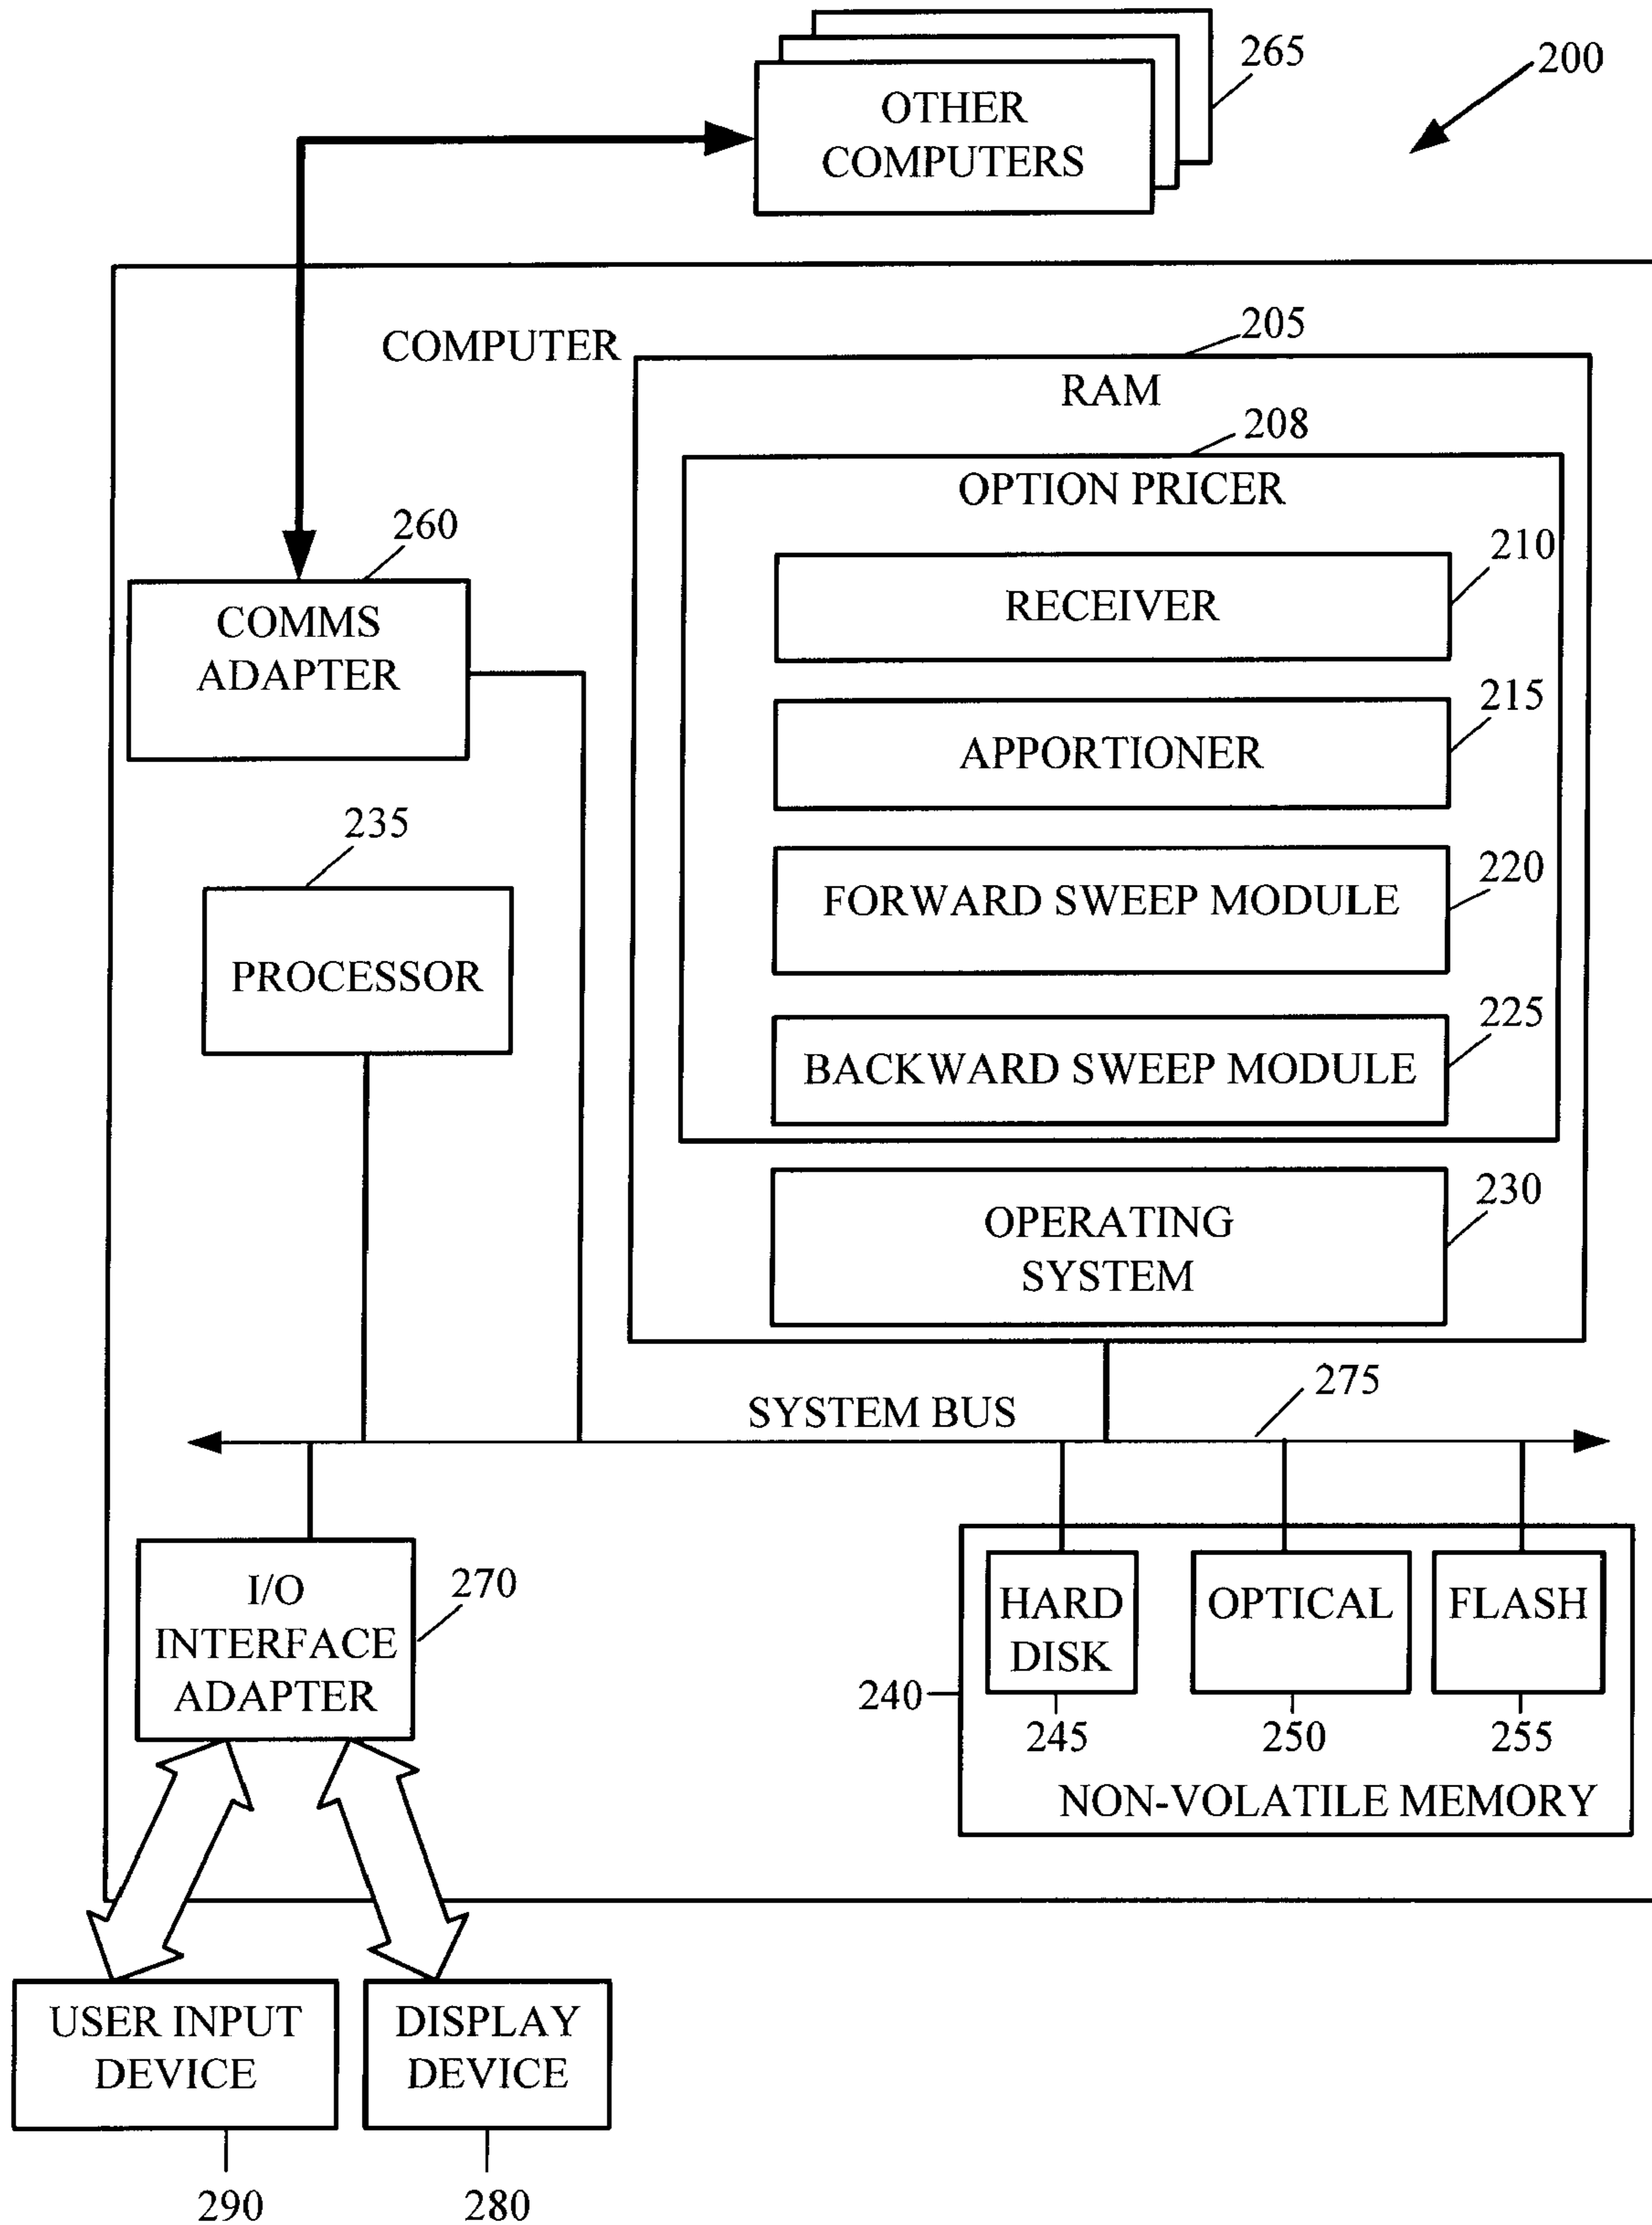 265
200
OTHER
COMPUTERS
COMPUTER
205
RAM
208
OPTION PRICER
260
210
COMMS
ADAPTER
RECEIVER
215
APPORTIONER
235
220
PROCESSOR
FORWARD SWEEP MODULE
225
BACKWARD SWEEP MODULE
230
OPERATING
SYSTEM
275
SYSTEM BUS
I/O
INTERFACE
ADAPTER
270
HARD
DISK
OPTICAL
FLASH
240
245
250
255
NON-VOLATILE MEMORY
USER INPUT
DEVICE
DISPLAY
DEVICE
290
280